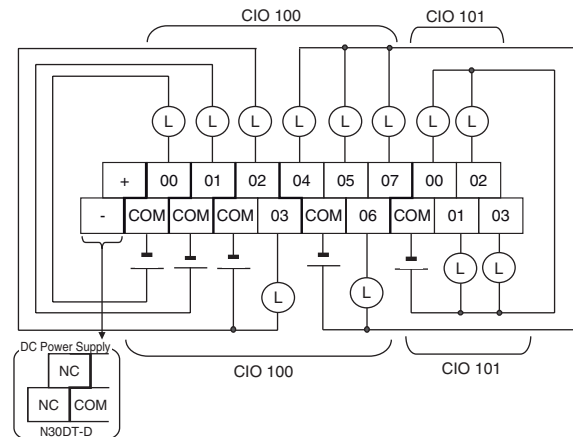 CIO 100 CIO 101
L L L L L L L L
+ 00 01 02 04 05 07 00 02
- COM COM COM 03 COM 06 COM 01 03
L L L L
DC Power Supply
NC
NC COM
N30DT-D
CIO 100 CIO 101